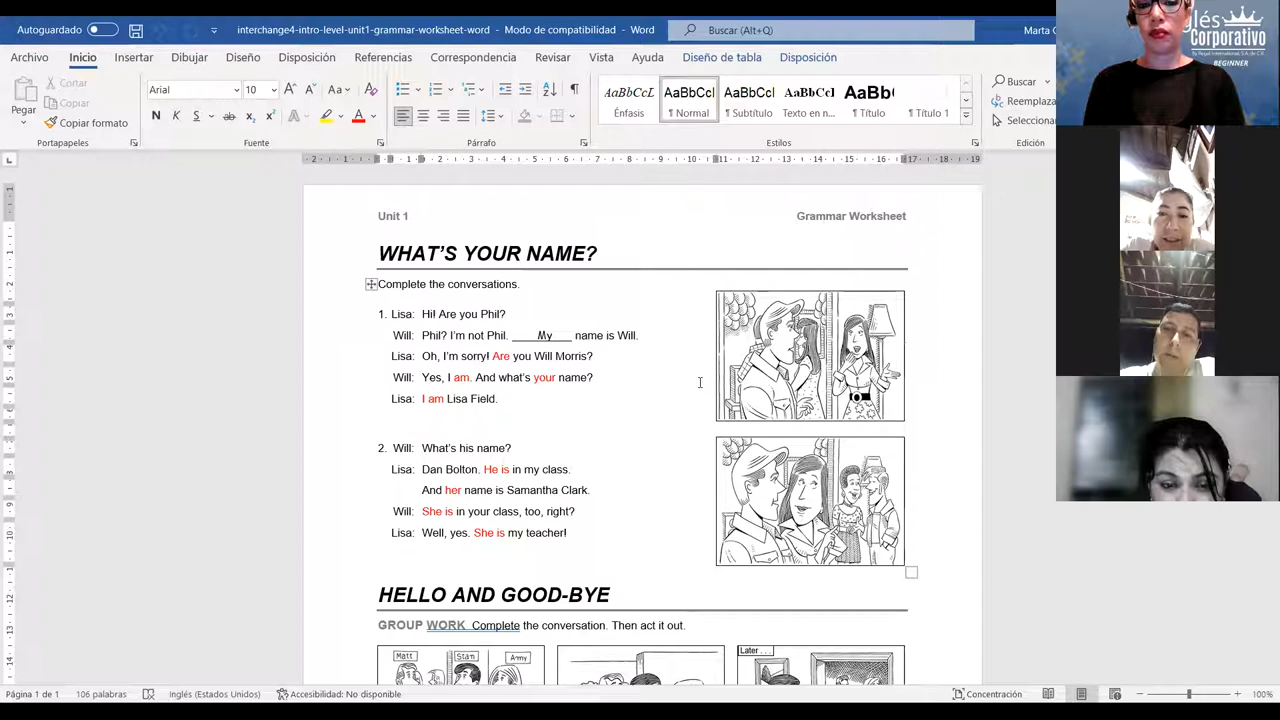 Autoguardado
interchange4-intro-level-unit1-grammar-worksheet-word - Modo de compatibilidad - Word
Buscar (Alt+Q)
Marta
Archivo Inicio Insertar Dibujar Diseño Disposición Referencias Correspondencia Revisar Vista Ayuda Diseño de tabla Disposición
Pegar
Cortar
Copiar
Copiar formato
Portapapeles
Arial 10
Fuente
Párrafo
AaBbCcL AaBbCcI AaBbCcI AaBbCcI AaBb(
Énfasis ¶ Normal ¶ Subtítulo Texto en n... ¶ Título ¶ Título 1
Estilos
Buscar
Reemplaza
Selecciona
Edición
Corporativo
BEGINNER
Unit 1 Grammar Worksheet
WHAT'S YOUR NAME?
Complete the conversations.
1. Lisa: Hi! Are you Phil?
Will: Phil? I'm not Phil. My name is Will.
Lisa: Oh, I'm sorry! Are you Will Morris?
Will: Yes, I am. And what's your name?
Lisa: I am Lisa Field.
2. Will: What's his name?
Lisa: Dan Bolton. He is in my class.
And her name is Samantha Clark.
Will: She is in your class, too, right?
Lisa: Well, yes. She is my teacher!
HELLO AND GOOD-BYE
GROUP WORK Complete the conversation. Then act it out.
Matt Stan Amy
Later . . .
Página 1 de 1 106 palabras Inglés (Estados Unidos) Accesibilidad: No disponible Concentración 100%